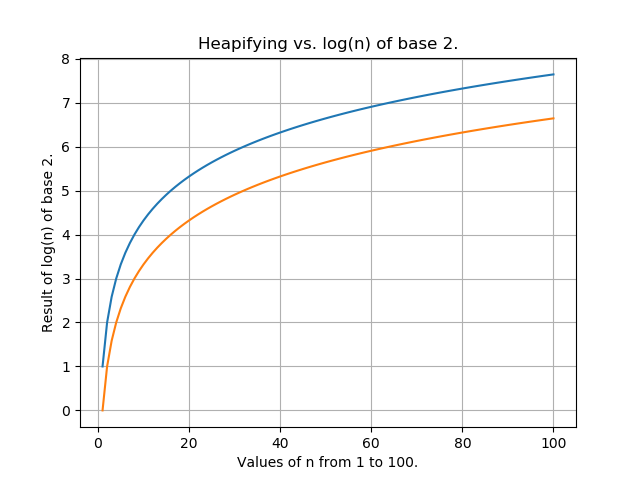 Heapifying vs. log(n) of base 2.
Result of log(n) of base 2.
8
7
6
5
4
3
2
1
0
0 20 40 60 80 100
Values of n from 1 to 100.